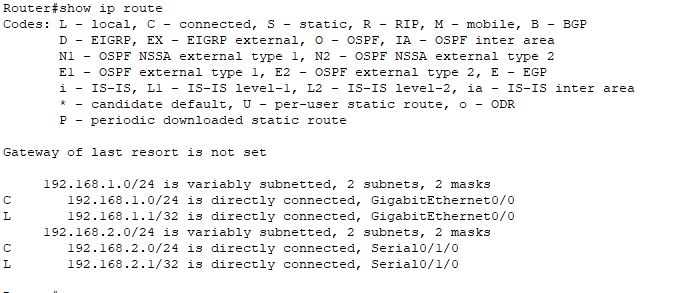 Router#show ip route
Codes: L - local, C - connected, S - static, R - RIP, M - mobile, B - BGP
D - EIGRP, EX - EIGRP external, O - OSPF, IA - OSPF inter area
N1 - OSPF NSSA external type 1, N2 - OSPF NSSA external type 2
E1 - OSPF external type 1, E2 - OSPF external type 2, E - EGP
i - IS-IS, L1 - IS-IS level-1, L2 - IS-IS level-2, ia - IS-IS inter area
* - candidate default, U - per-user static route, o - ODR
P - periodic downloaded static route
Gateway of last resort is not set
192.168.1.0/24 is variably subnetted, 2 subnets, 2 masks
C 192.168.1.0/24 is directly connected, GigabitEthernet0/0
L 192.168.1.1/32 is directly connected, GigabitEthernet0/0
192.168.2.0/24 is variably subnetted, 2 subnets, 2 masks
C 192.168.2.0/24 is directly connected, Serial0/1/0
L 192.168.2.1/32 is directly connected, Serial0/1/0